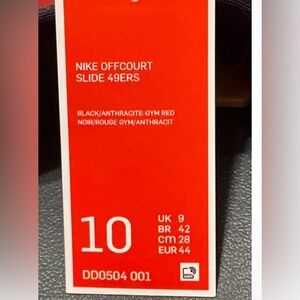 NIKE OFFCOURT
SLIDE 49ERS
BLACK/ANTHRACITE-GYM RED
NOIR/ROUGE GYM/ANTHRACIT
10
UK 9
BR 42
cm 28
EUR 44
DD0504 001